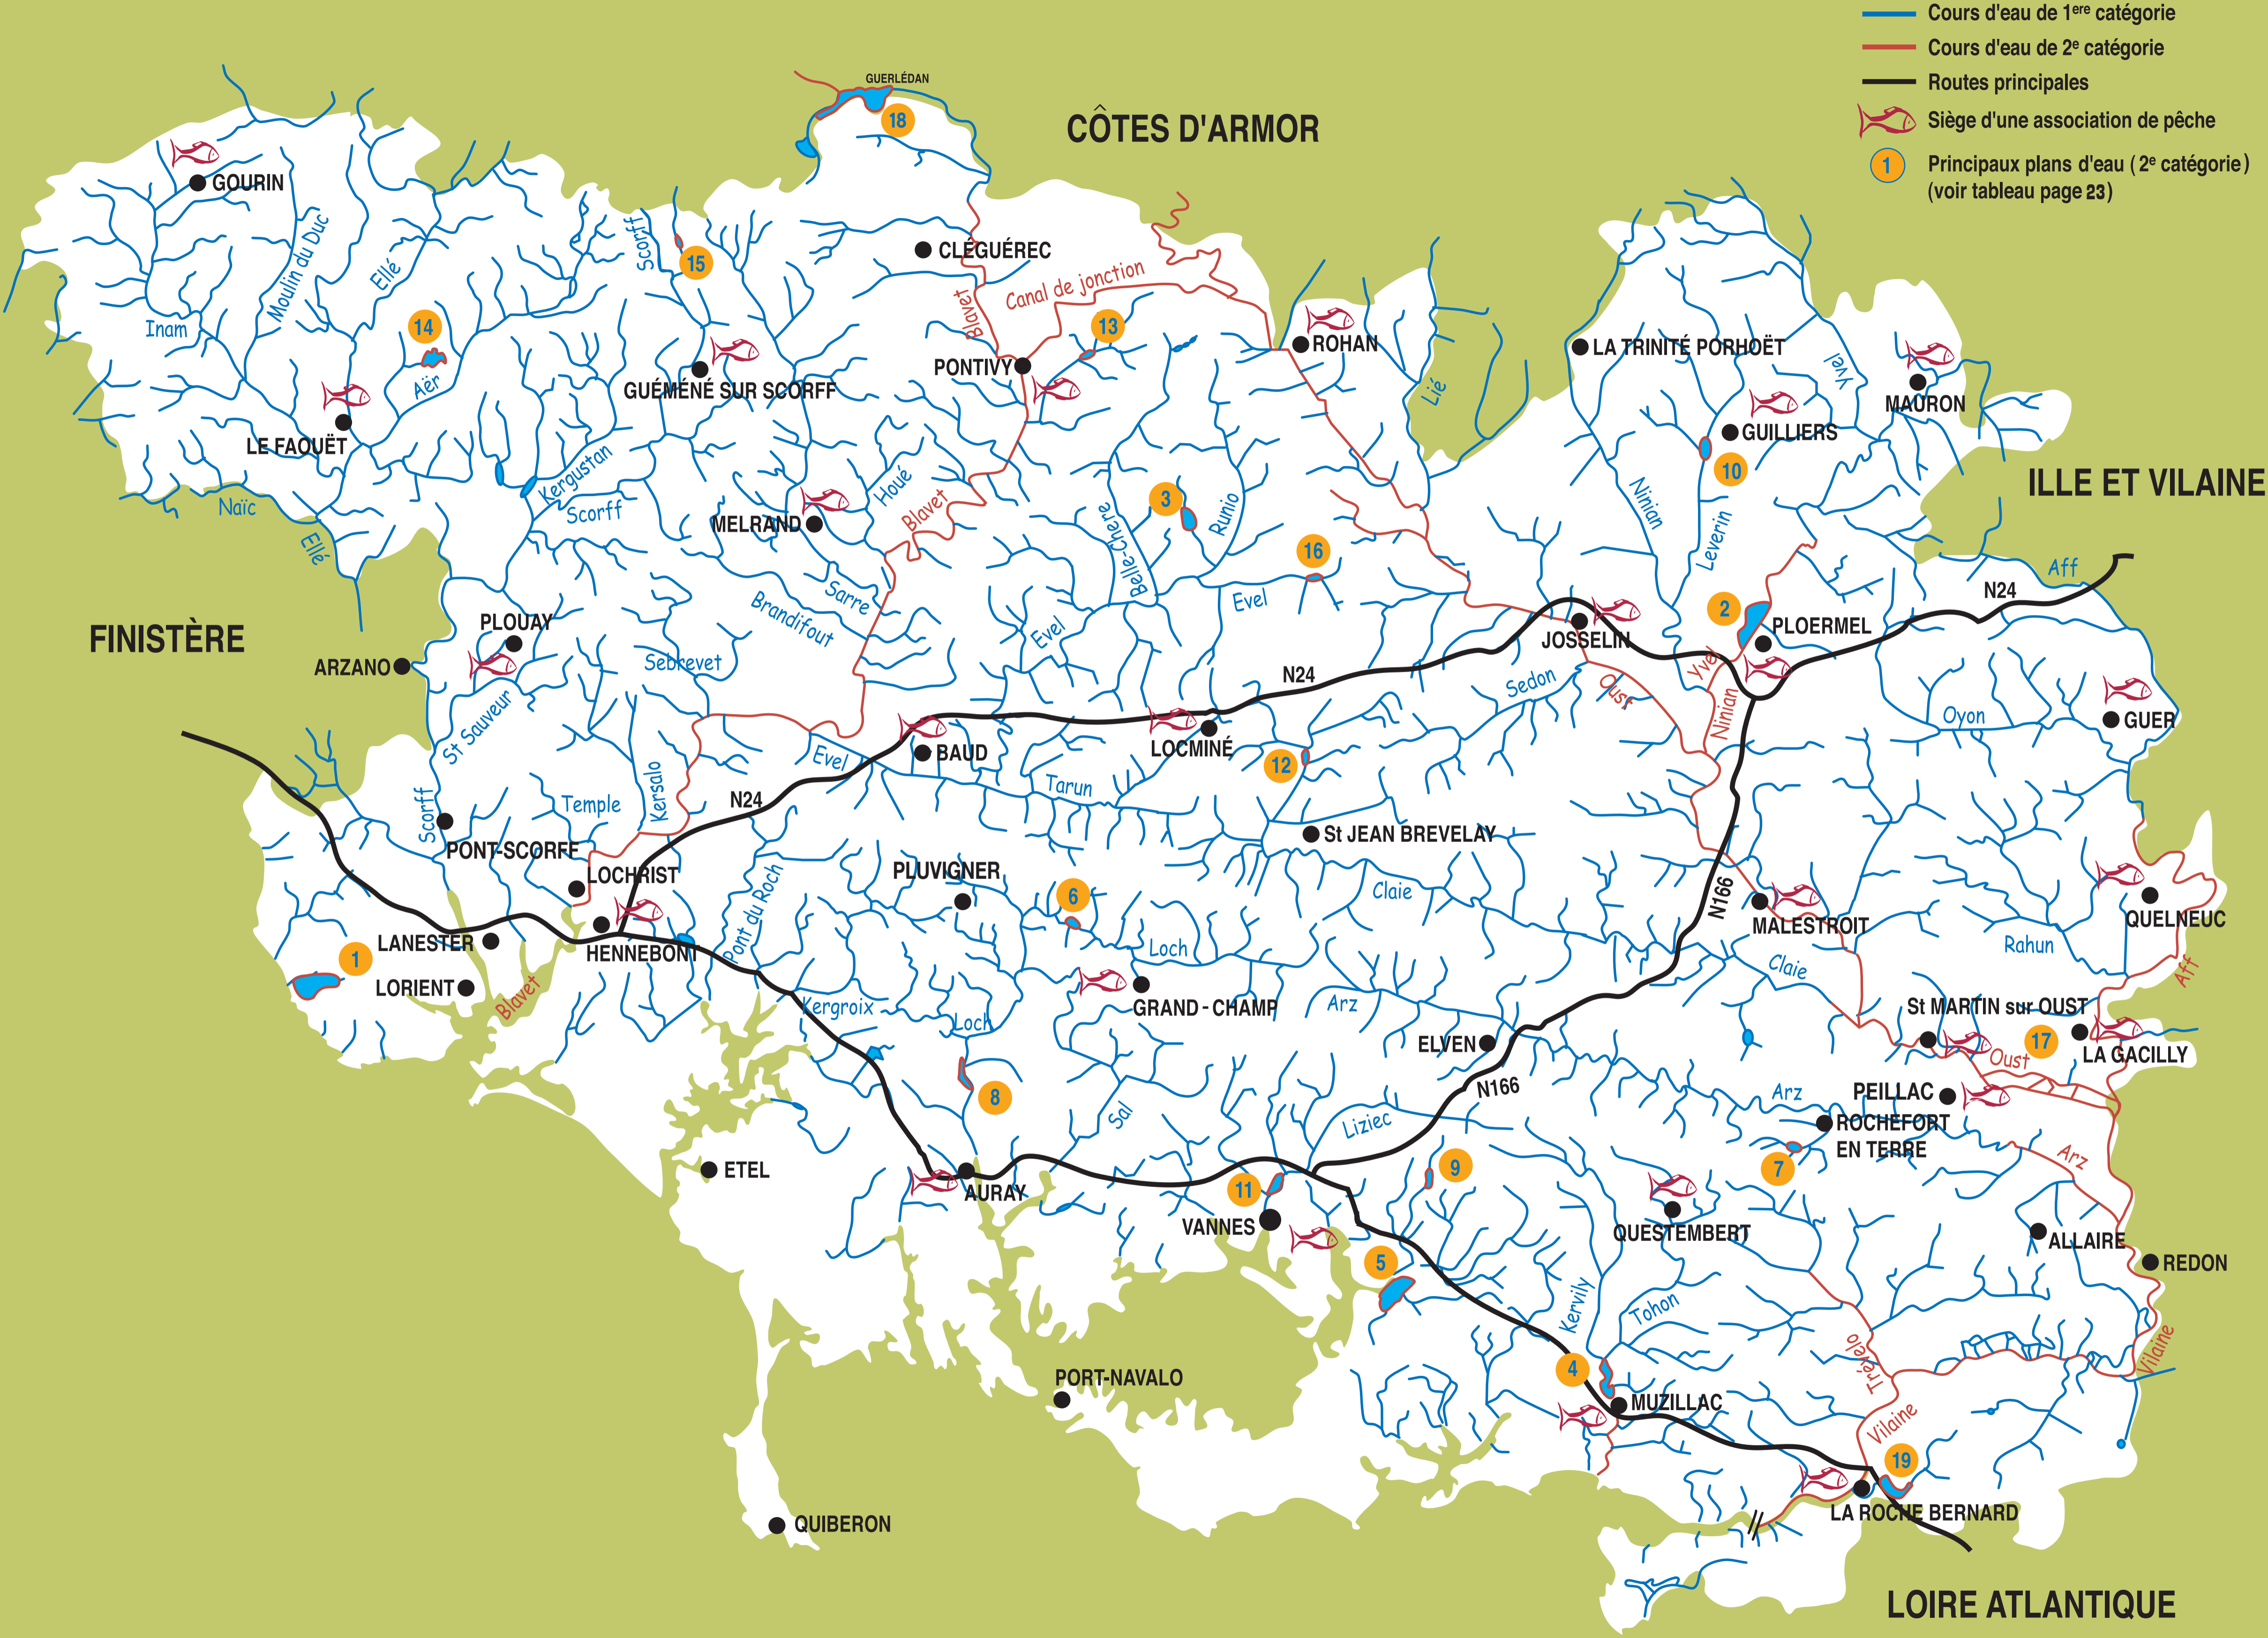 Cours d'eau de 1ere catégorie
Cours d'eau de 2e catégorie
Routes principales
Siège d'une association de pêche
1
Principaux plans d'eau (2e catégorie)
(voir tableau page 23)
GUERLÉDAN
18
CÔTES D'ARMOR
GOURIN
Moulin du Duc
Ellé
Scorff
15
CLÉGUÉREC
Blavet
Canal de jonction
Inam
14
13
ROHAN
LA TRINITÉ PORHOËT
Yvel
PONTIVY
GUÉMÉNÉ SUR SCORFF
Aër
Lié
MAURON
LE FAOUËT
GUILLIERS
10
Kergustan
Houé
Naïc
Scorff
MELRAND
Blavet
3
Runio
Belle-Chère
Ninian
Leverin
ILLE ET VILAINE
Ellé
16
Aff
N24
Sarre
Brandifout
Evel
Evel
2
PLOERMEL
FINISTÈRE
PLOUAY
ARZANO
Sebrevet
JOSSELIN
N24
Sedon
Oust
Yvel
Ninian
St Sauveur
GUER
Oyon
LOCMINÉ
BAUD
Evel
12
Tarun
Kersalo
Temple
N24
Scorff
PONT-SCORFF
St JEAN BREVELAY
LOCHRIST
PLUVIGNER
Pont du Roch
6
Claie
N166
MALESTROIT
QUELNEUC
LANESTER
HENNEBONT
Loch
Rahun
1
LORIENT
Blavet
Claie
Aff
GRAND-CHAMP
Arz
Kergroix
Loch
St MARTIN sur OUST
17
LA GACILLY
ELVEN
Oust
8
N166
Arz
PEILLAC
Sal
Liziec
ROCHEFORT
EN TERRE
7
Arz
ETEL
9
AURAY
11
VANNES
QUESTEMBERT
ALLAIRE
REDON
5
Kervily
Tohon
Trévelo
Vilaine
PORT-NAVALO
4
MUZILLAC
Vilaine
19
LA ROCHE BERNARD
QUIBERON
LOIRE ATLANTIQUE